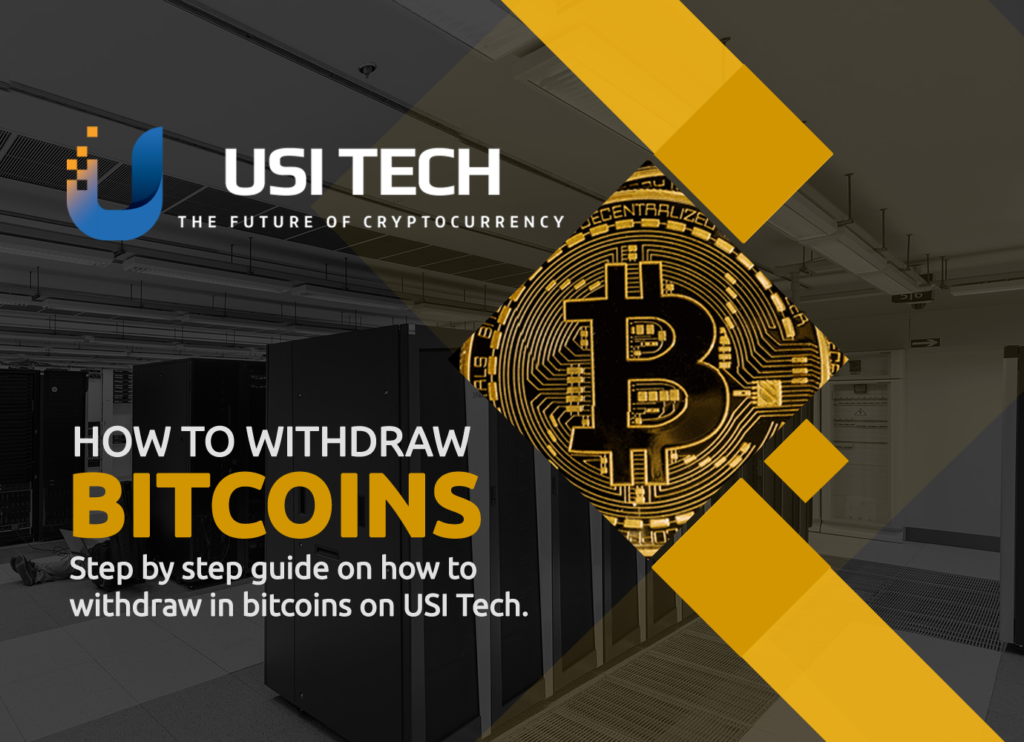 USI TECH
THE FUTURE OF CRYPTOCURRENCY
DECENTRALIZED
HOW TO WITHDRAW
BITCOINS
Step by step guide on how to
withdraw in bitcoins on USI Tech.